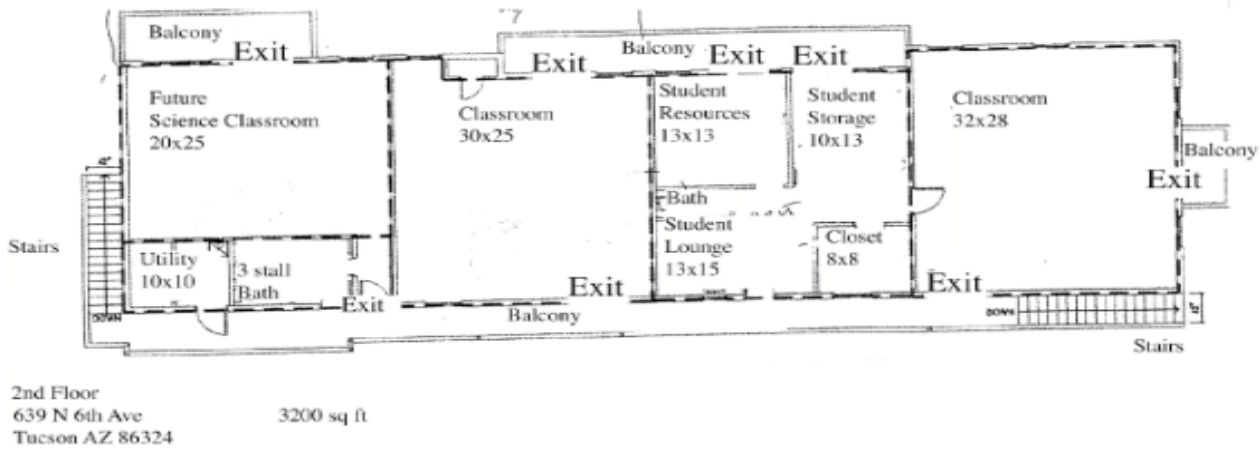 Balcony
Exit
Future
Science Classroom
20x25
Exit
Classroom
30x25
Balcony
Exit
Exit
Student
Resources
13x13
Student
Storage
10x13
Classroom
32x28
Balcony
Exit
Stairs
Utility
10x10
3 stall
Bath
Exit
DOWN
Exit
Balcony
Bath
Student
Lounge
13x15
Closet
8x8
Exit
DOWN
Stairs
2nd Floor
639 N 6th Ave 3200 sq ft
Tucson AZ 86324